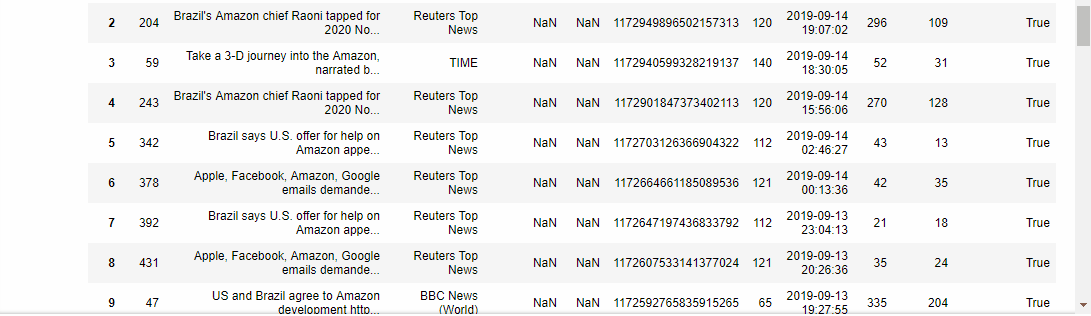 2 204 Brazil's Amazon chief Raoni tapped for 2020 No... Reuters Top News NaN NaN 1172949896502157313 120 2019-09-14 19:07:02 296 109 True
3 59 Take a 3-D journey into the Amazon, narrated b... TIME NaN NaN 1172940599328219137 140 2019-09-14 18:30:05 52 31 True
4 243 Brazil's Amazon chief Raoni tapped for 2020 No... Reuters Top News NaN NaN 1172901847373402113 120 2019-09-14 15:56:06 270 128 True
5 342 Brazil says U.S. offer for help on Amazon appe... Reuters Top News NaN NaN 1172703126366904322 112 2019-09-14 02:46:27 43 13 True
6 378 Apple, Facebook, Amazon, Google emails demande... Reuters Top News NaN NaN 1172664661185089536 121 2019-09-14 00:13:36 42 35 True
7 392 Brazil says U.S. offer for help on Amazon appe... Reuters Top News NaN NaN 1172647197436833792 112 2019-09-13 23:04:13 21 18 True
8 431 Apple, Facebook, Amazon, Google emails demande... Reuters Top News NaN NaN 1172607533141377024 121 2019-09-13 20:26:36 35 24 True
9 47 US and Brazil agree to Amazon development http... BBC News (World) NaN NaN 1172592765835915265 65 2019-09-13 19:27:55 335 204 True